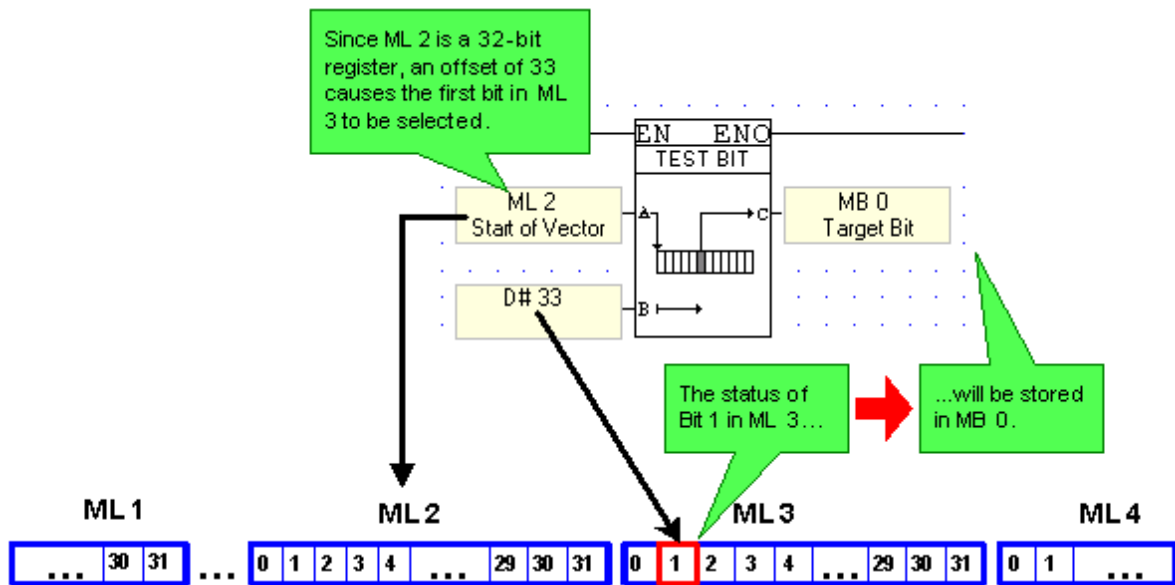 Since ML 2 is a 32-bit
register, an offset of 33
causes the first bit in ML
3 to be selected.
EN ENO
TEST BIT
ML 2
Start of Vector
A
C
MB 0
Target Bit
D# 33
B
The status of
Bit 1 in ML 3...
...will be stored
in MB 0.
ML 1 ML 2 ML 3 ML 4
... 30 31 ... 0 1 2 3 4 ... 29 30 31 0 1 2 3 4 ... 29 30 31 0 1 ...